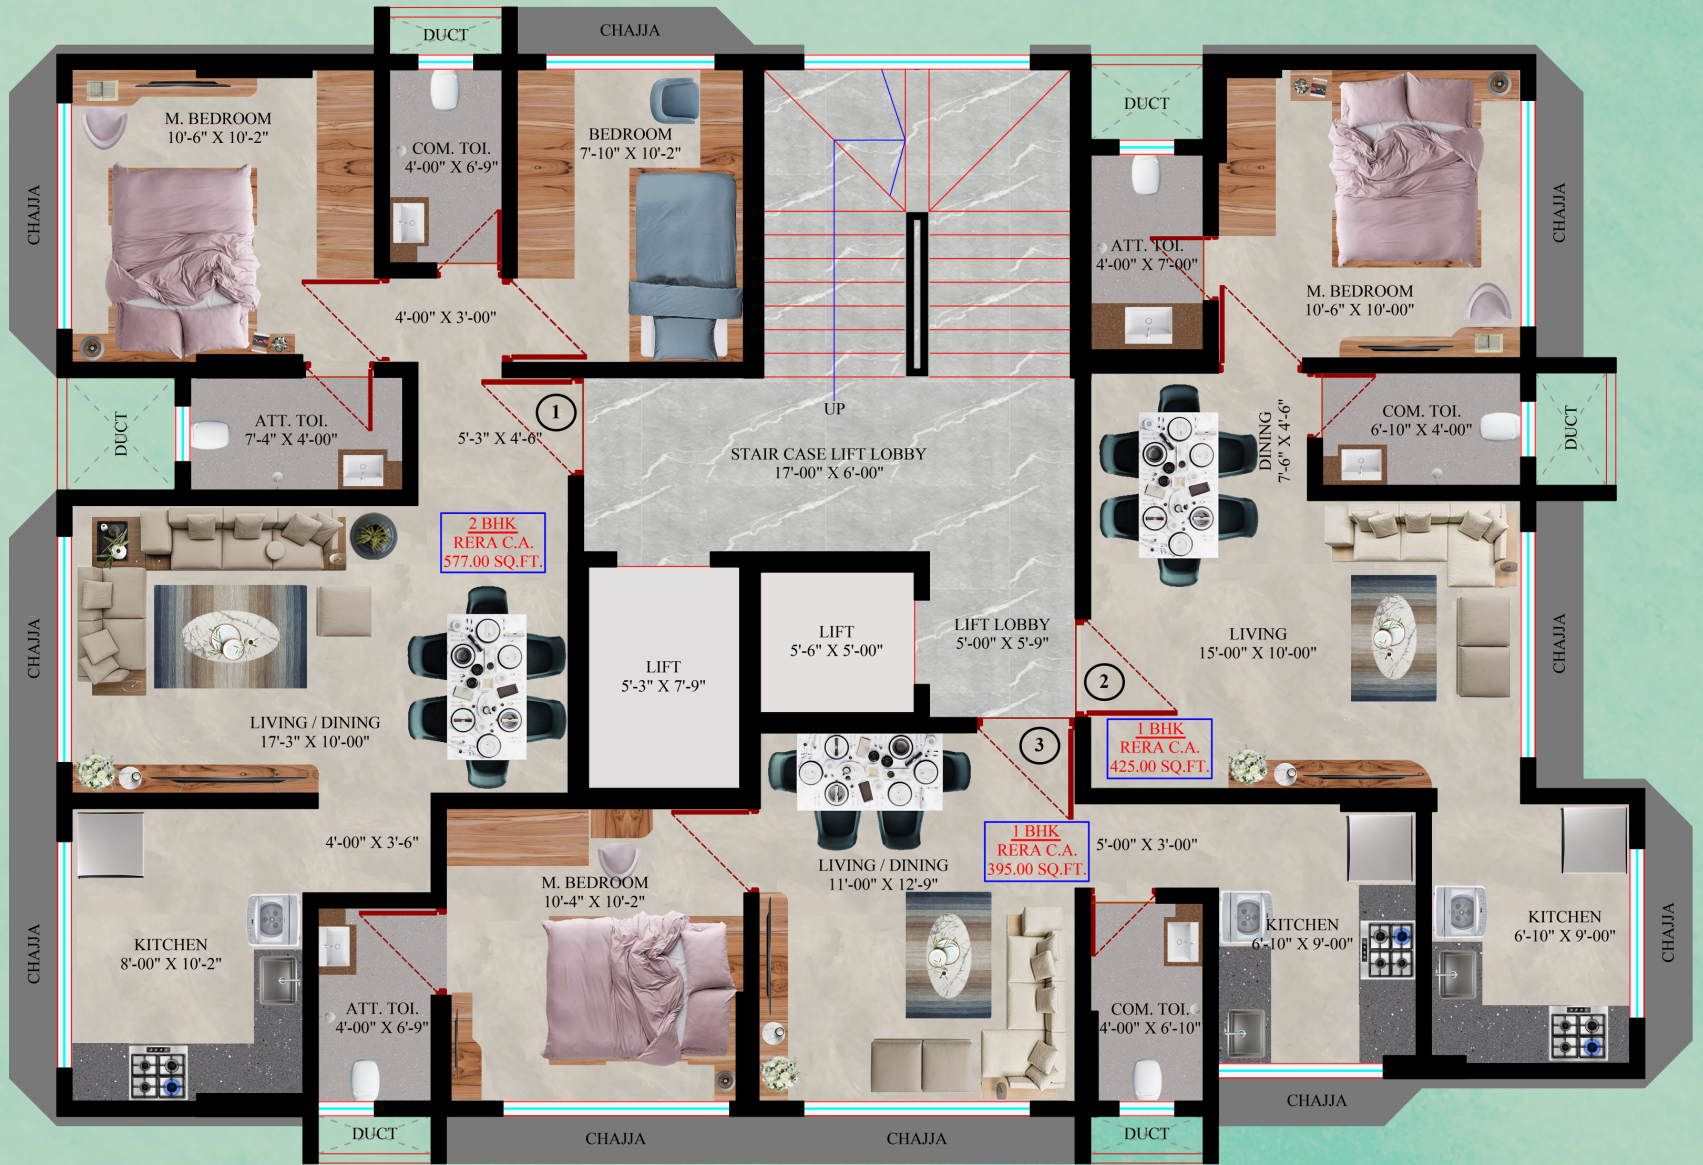 DUCT
CHAJJA
M. BEDROOM
10'-6" X 10'-2"
COM. TOI.
4'-00" X 6'-9"
BEDROOM
7'-10" X 10'-2"
DUCT
CHAJJA
CHAJJA
ATT. TOI.
4'-00" X 7'-00"
M. BEDROOM
10'-6" X 10'-00"
4'-00" X 3'-00"
DUCT
ATT. TOI.
7'-4" X 4'-00"
5'-3" X 4'-6"
1
UP
STAIR CASE LIFT LOBBY
17'-00" X 6'-00"
DINING
7'-6" X 4'-6"
COM. TOI.
6'-10" X 4'-00"
DUCT
2 BHK
RERA C.A.
577.00 SQ.FT.
CHAJJA
LIFT
5'-3" X 7'-9"
LIFT
5'-6" X 5'-00"
LIFT LOBBY
5'-00" X 5'-9"
LIVING
15'-00" X 10'-00"
CHAJJA
2
LIVING / DINING
17'-3" X 10'-00"
3
1 BHK
RERA C.A.
425.00 SQ.FT.
4'-00" X 3'-6"
1 BHK
RERA C.A.
395.00 SQ.FT.
5'-00" X 3'-00"
LIVING / DINING
11'-00" X 12'-9"
M. BEDROOM
10'-4" X 10'-2"
CHAJJA
KITCHEN
8'-00" X 10'-2"
KITCHEN
6'-10" X 9'-00"
KITCHEN
6'-10" X 9'-00"
CHAJJA
ATT. TOI.
4'-00" X 6'-9"
COM. TOI.
4'-00" X 6'-10"
CHAJJA
DUCT
CHAJJA
CHAJJA
DUCT